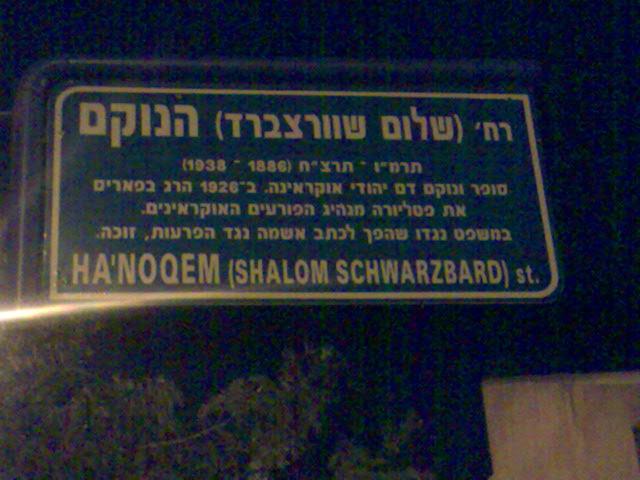 רח' (שלום שוורצברד) הנוקם
תרמ"ו - תרצ"ח (1886 - 1938)
סופר ונוקם דם יהודי אוקראינה. ב־1926 הרג בפאריס
את פטליורה מנהיג הפורעים האוקראינים.
במשפט נגדו שהפך לכתב אשמה נגד הפרעות, זוכה.
HA'NOQEM (SHALOM SCHWARZBARD) st.